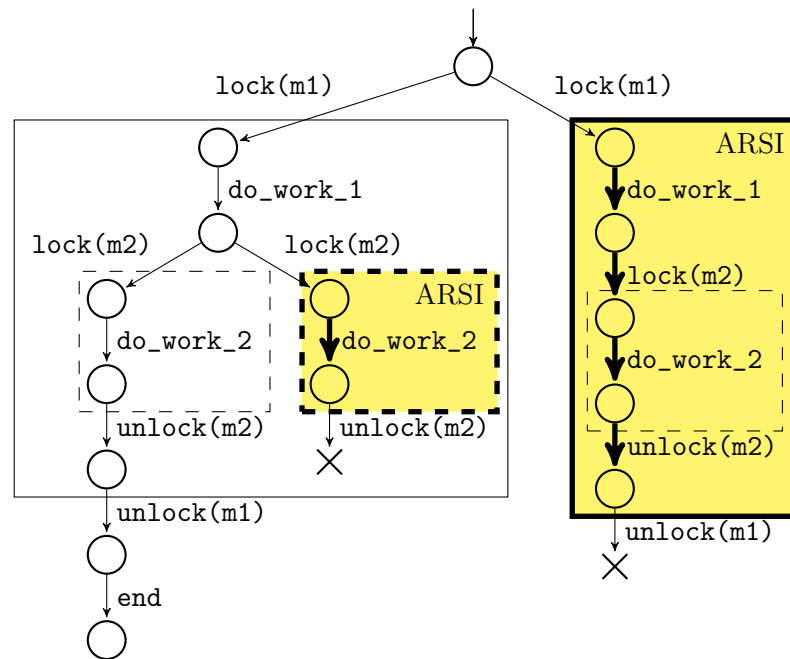 lock(m1)
lock(m1)
ARSI
do_work_1
do_work_1
lock(m2)
lock(m2)
lock(m2)
ARSI
do_work_2
do_work_2
do_work_2
unlock(m2)
unlock(m2)
unlock(m2)
unlock(m1)
unlock(m1)
end